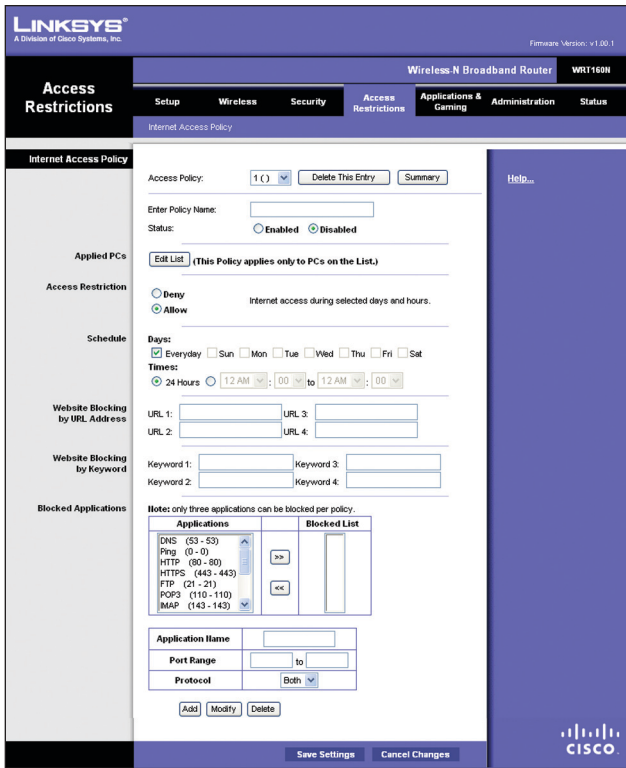 LINKSYS®
A Division of Cisco Systems, Inc.
Firmware Version: v1.00.1
Wireless-N Broadband Router WRT160N
Access Restrictions
Setup Wireless Security Access Restrictions Applications & Gaming Administration Status
Internet Access Policy
Internet Access Policy
Access Policy: 1 ( ) Delete This Entry Summary
Help...
Enter Policy Name:
Status: Enabled Disabled
Applied PCs
Edit List (This Policy applies only to PCs on the List.)
Access Restriction
Deny
Internet access during selected days and hours.
Allow
Schedule
Days:
Everyday Sun Mon Tue Wed Thu Fri Sat
Times:
24 Hours 12 AM : 00 to 12 AM : 00
Website Blocking by URL Address
URL 1: URL 3:
URL 2: URL 4:
Website Blocking by Keyword
Keyword 1: Keyword 3:
Keyword 2: Keyword 4:
Blocked Applications
Note: only three applications can be blocked per policy.
Applications Blocked List
DNS (53 - 53)
Ping (0 - 0)
HTTP (80 - 80)
HTTPS (443 - 443)
FTP (21 - 21)
POP3 (110 - 110)
IMAP (143 - 143)
>>
<<
Application Name
Port Range to
Protocol Both
Add Modify Delete
Save Settings Cancel Changes
CISCO.